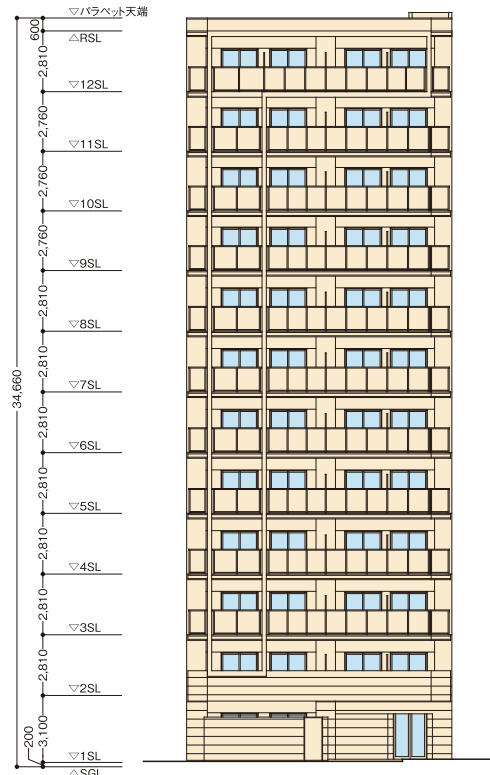 ▽パラペット天端
600
△RSL
2,810
▽12SL
2,760
▽11SL
2,760
▽10SL
2,760
▽9SL
2,810
▽8SL
2,810
▽7SL
34,660
2,810
▽6SL
2,810
▽5SL
2,810
▽4SL
2,810
▽3SL
2,810
▽2SL
3,100
▽1SL
200
△SGL